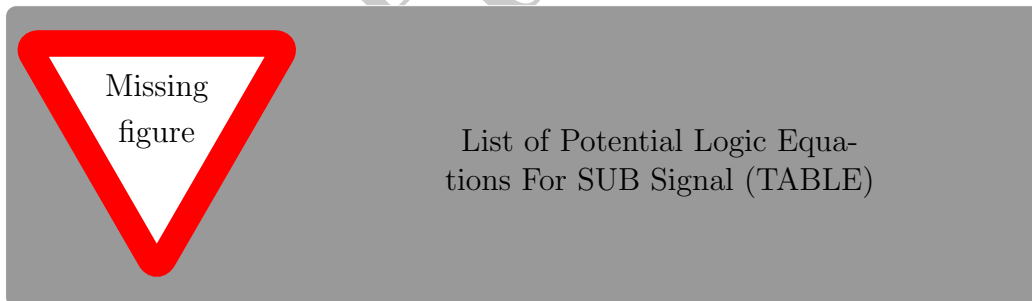 Missing
figure
List of Potential Logic Equa-
tions For SUB Signal (TABLE)